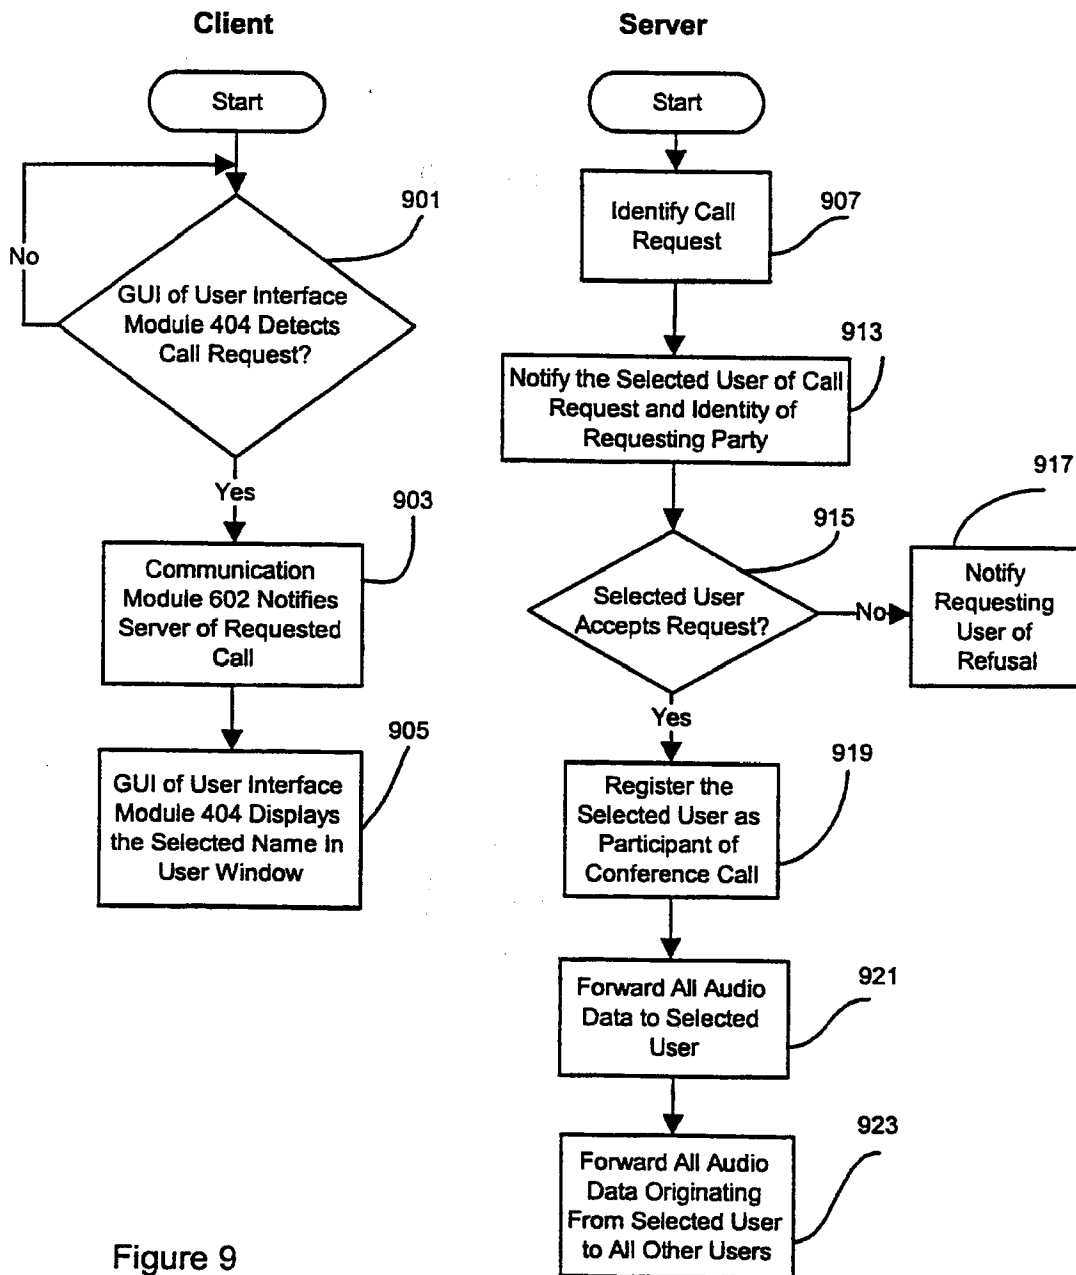 Client
Start
901
No
GUI of User Interface
Module 404 Detects
Call Request?
Yes
903
Communication
Module 602 Notifies
Server of Requested
Call
905
GUI of User Interface
Module 404 Displays
the Selected Name In
User Window
Server
Start
907
Identify Call
Request
913
Notify the Selected User of Call
Request and Identity of
Requesting Party
915
Selected User
Accepts Request?
No
917
Notify
Requesting
User of
Refusal
Yes
919
Register the
Selected User as
Participant of
Conference Call
921
Forward All Audio
Data to Selected
User
923
Forward All Audio
Data Originating
From Selected User
to All Other Users
Figure 9